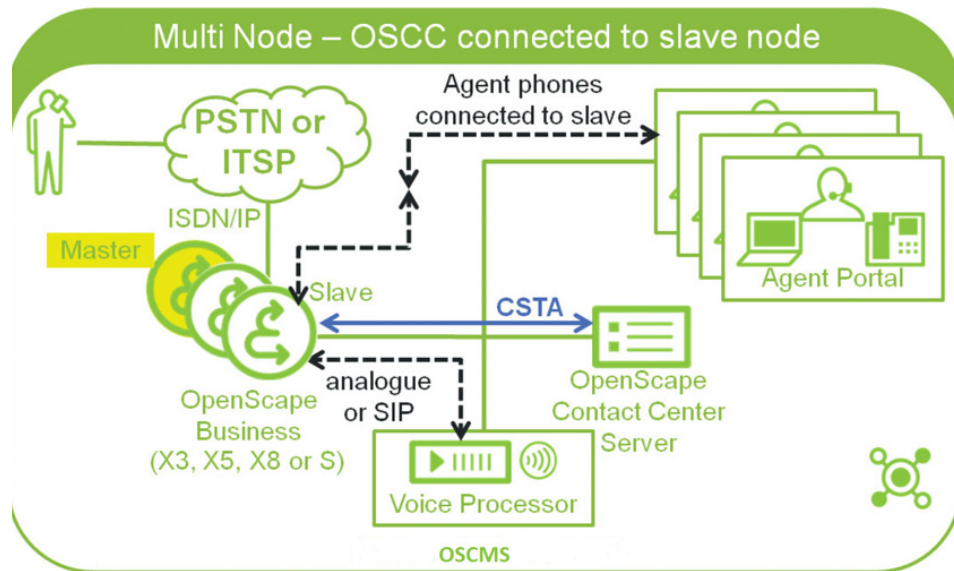 Multi Node – OSCC connected to slave node
Agent phones
connected to slave
PSTN or
ITSP
ISDN/IP
Master
Slave
CSTA
Agent Portal
analogue
or SIP
OpenScape
Business
(X3, X5, X8 or S)
OpenScape
Contact Center
Server
Voice Processor
OSCMS